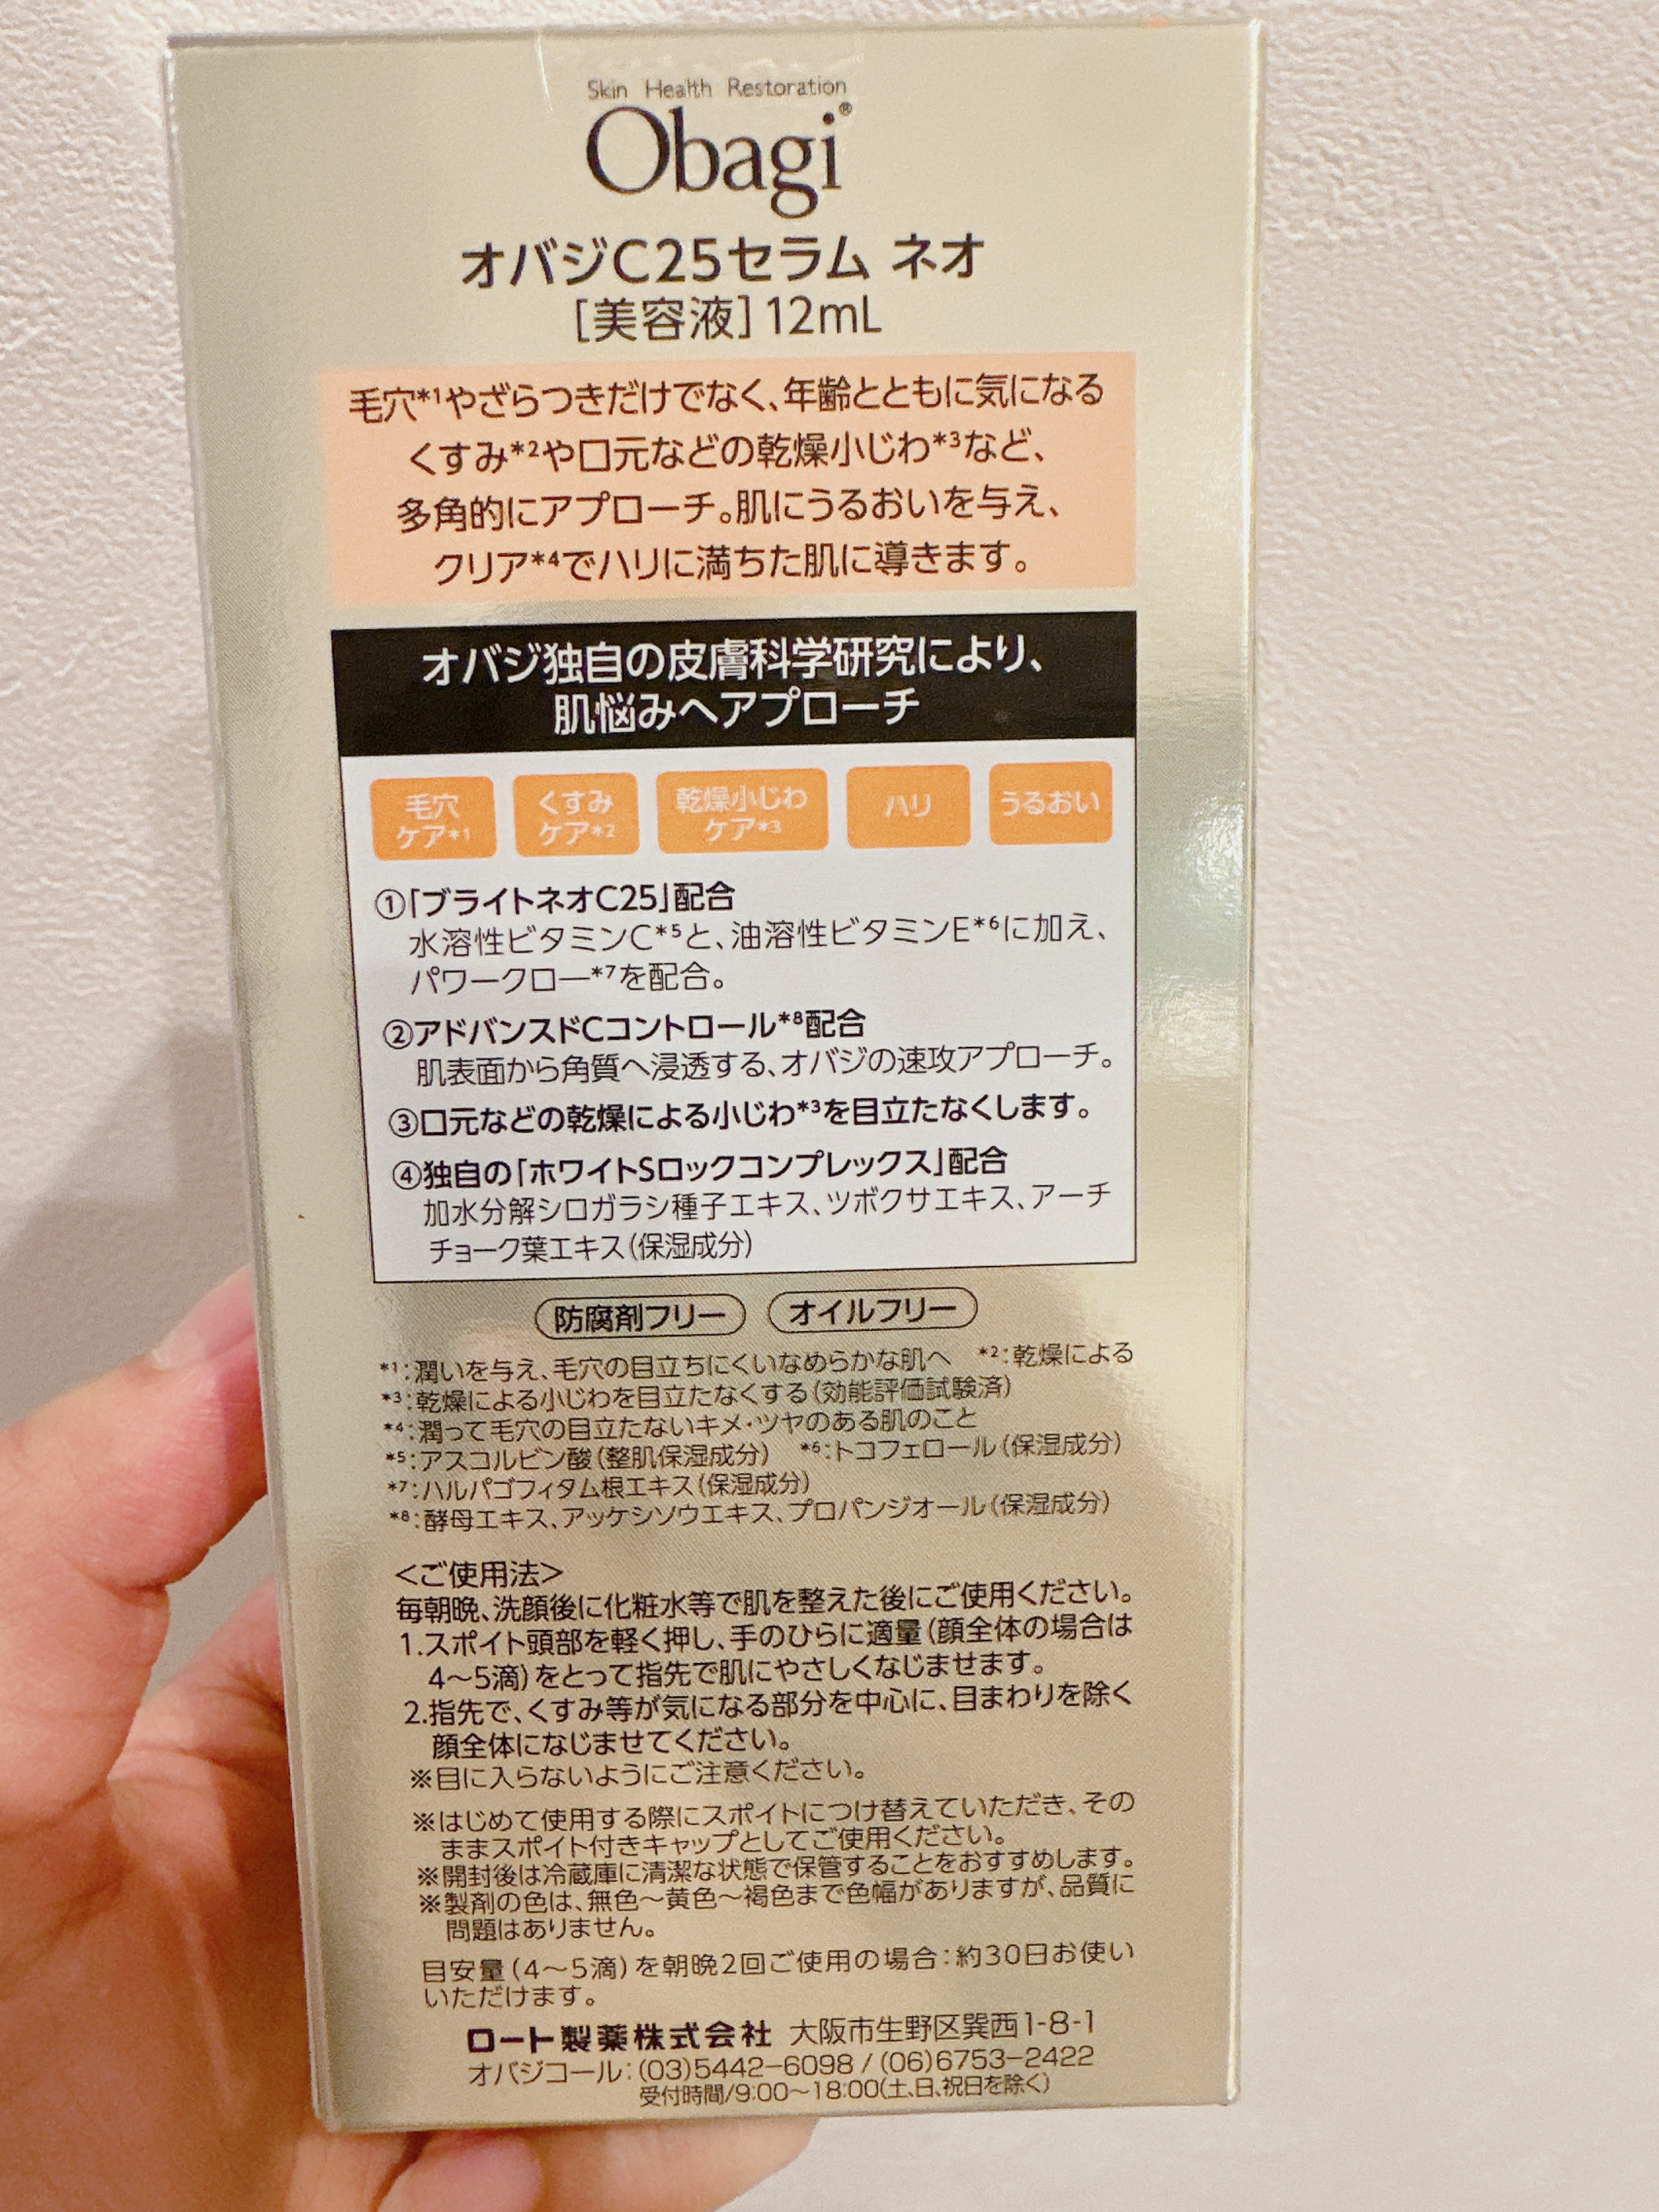 Skin Health Restoration
Obagi®
オバジC25セラム ネオ
[美容液]12mL
毛穴*1やざらつきだけでなく、年齢とともに気になる
くすみ*2や口元などの乾燥小じわ*3など、
多角的にアプローチ。肌にうるおいを与え、
クリア*4でハリに満ちた肌に導きます。
オバジ独自の皮膚科学研究により、
肌悩みへアプローチ
毛穴
ケア*1
くすみ
ケア*2
乾燥小じわ
ケア*3
ハリ
うるおい
①「ブライトネオC25」配合
水溶性ビタミンC*5と、油溶性ビタミンE*6に加え、
パワークロー*7を配合。
②アドバンスドCコントロール*8配合
肌表面から角質へ浸透する、オバジの速攻アプローチ。
③口元などの乾燥による小じわ*3を目立たなくします。
④独自の「ホワイトSロックコンプレックス」配合
加水分解シロガラシ種子エキス、ツボクサエキス、アーチ
チョーク葉エキス(保湿成分)
防腐剤フリー オイルフリー
*1:潤いを与え、毛穴の目立ちにくいなめらかな肌へ *2:乾燥による
*3:乾燥による小じわを目立たなくする(効能評価試験済)
*4:潤って毛穴の目立たないキメ・ツヤのある肌のこと
*5:アスコルビン酸(整肌保湿成分) *6:トコフェロール(保湿成分)
*7:ハルパゴフィタム根エキス(保湿成分)
*8:酵母エキス、アッケシソウエキス、プロパンジオール(保湿成分)
<ご使用法>
毎朝晩、洗顔後に化粧水等で肌を整えた後にご使用ください。
1.スポイト頭部を軽く押し、手のひらに適量(顔全体の場合は
4～5滴)をとって指先で肌にやさしくなじませます。
2.指先で、くすみ等が気になる部分を中心に、目まわりを除く
顔全体になじませてください。
※目に入らないようにご注意ください。
※はじめて使用する際にスポイトにつけ替えていただき、その
ままスポイト付きキャップとしてご使用ください。
※開封後は冷蔵庫に清潔な状態で保管することをおすすめします。
※製剤の色は、無色～黄色～褐色まで色幅がありますが、品質に
問題はありません。
目安量(4～5滴)を朝晩2回ご使用の場合:約30日お使い
いただけます。
ロート製薬株式会社 大阪市生野区巽西1-8-1
オバジコール:(03)5442-6098/(06)6753-2422
受付時間/9:00～18:00(土、日、祝日を除く)